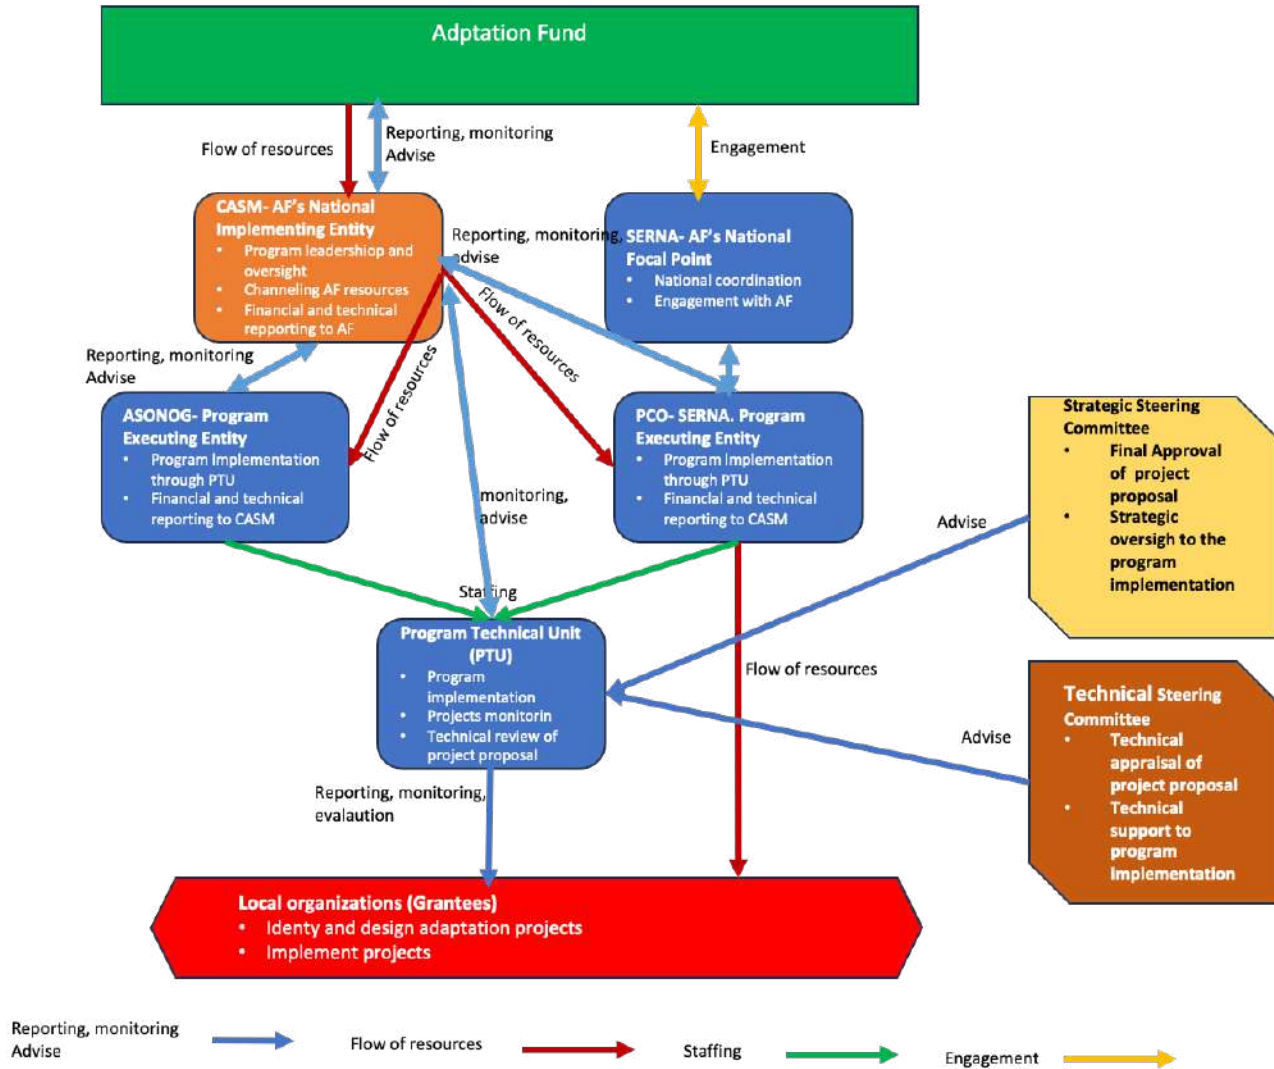 Adptation Fund
Flow of resources
Reporting, monitoring
Advise
Engagement
CASM- AF's National
Implementing Entity
• Program leadershiop and
oversight
• Channeling AF resources
• Financial and technical
repporting to AF
Reporting, monitoring,
advise
SERNA- AF's National
Focal Point
• National coordination
• Engagement with AF
Flow of resources
Reporting, monitoring
Advise
Flow of resources
ASONOG- Program
Executing Entity
• Program Implementation
through PTU
• Financial and technical
reporting to CASM
monitoring,
advise
PCO- SERNA. Program
Executing Entity
• Program Implementation
through PTU
• Financial and technical
reporting to CASM
Strategic Steering
Committee
• Final Approval
of project
proposal
• Strategic
oversigh to the
program
implementation
Advise
Staffing
Program Technical Unit
(PTU)
• Program
implementation
• Projects monitorin
• Technical review of
project proposal
Flow of resources
Technical Steering
Committee
• Technical
appraisal of
project proposal
• Technical
support to
program
Implementation
Advise
Reporting, monitoring,
evalaution
Local organizations (Grantees)
• Identy and design adaptation projects
• Implement projects
Reporting, monitoring
Advise
Flow of resources
Staffing
Engagement